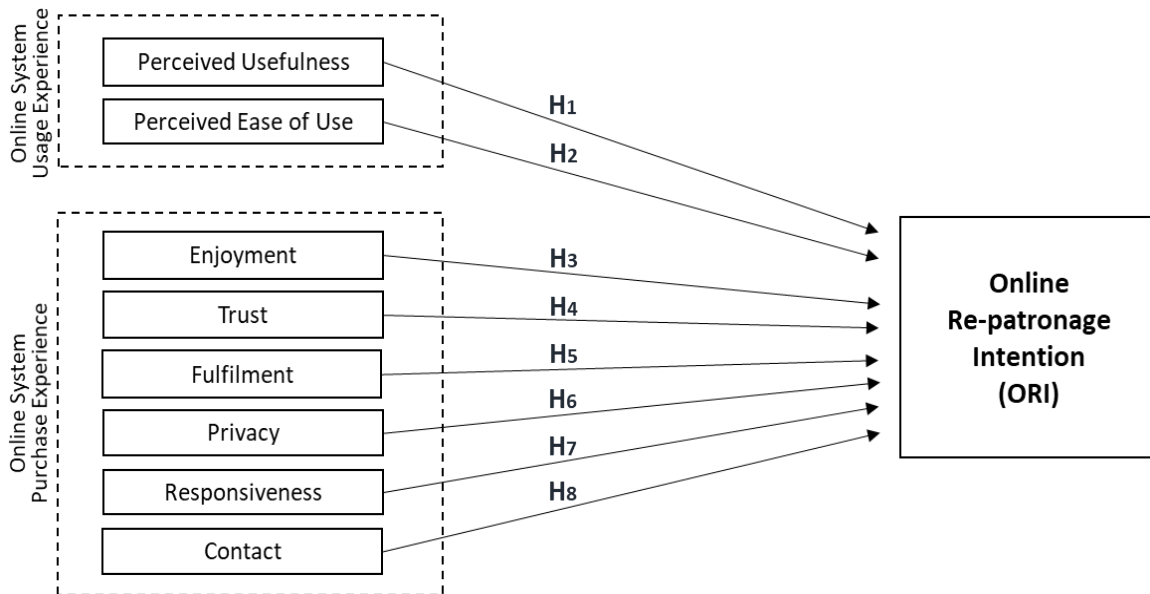 Online System
Usage Experience
Perceived Usefulness
Perceived Ease of Use
H1
H2
Online System
Purchase Experience
Enjoyment
Trust
Fulfilment
Privacy
Responsiveness
Contact
H3
H4
H5
H6
H7
H8
Online
Re-patronage
Intention
(ORI)